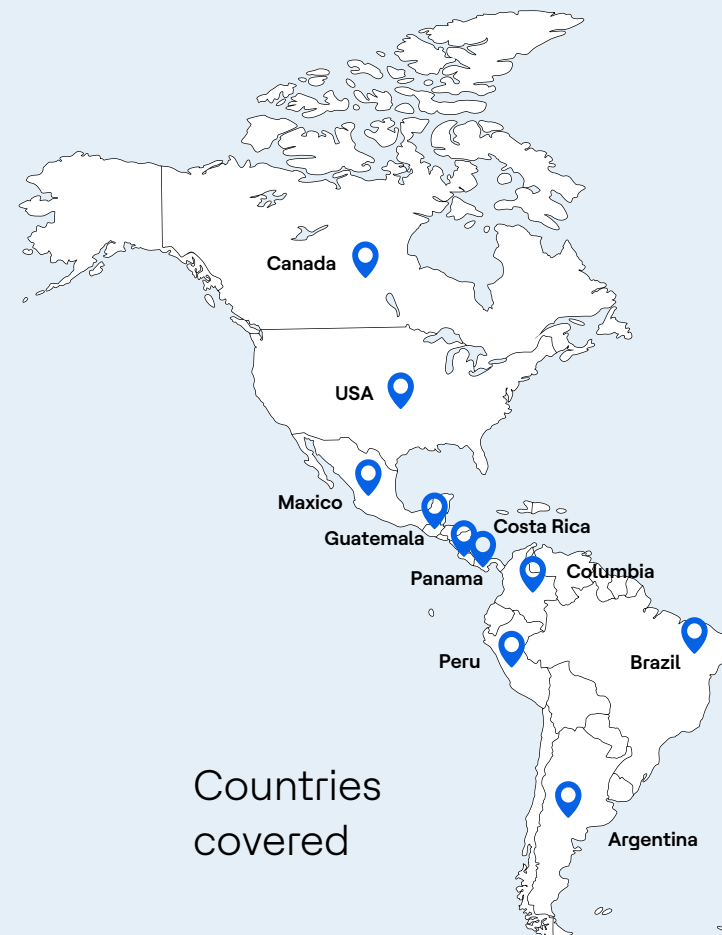 Canada
USA
Maxico
Guatemala
Costa Rica
Panama
Columbia
Peru
Brazil
Countries
covered
Argentina